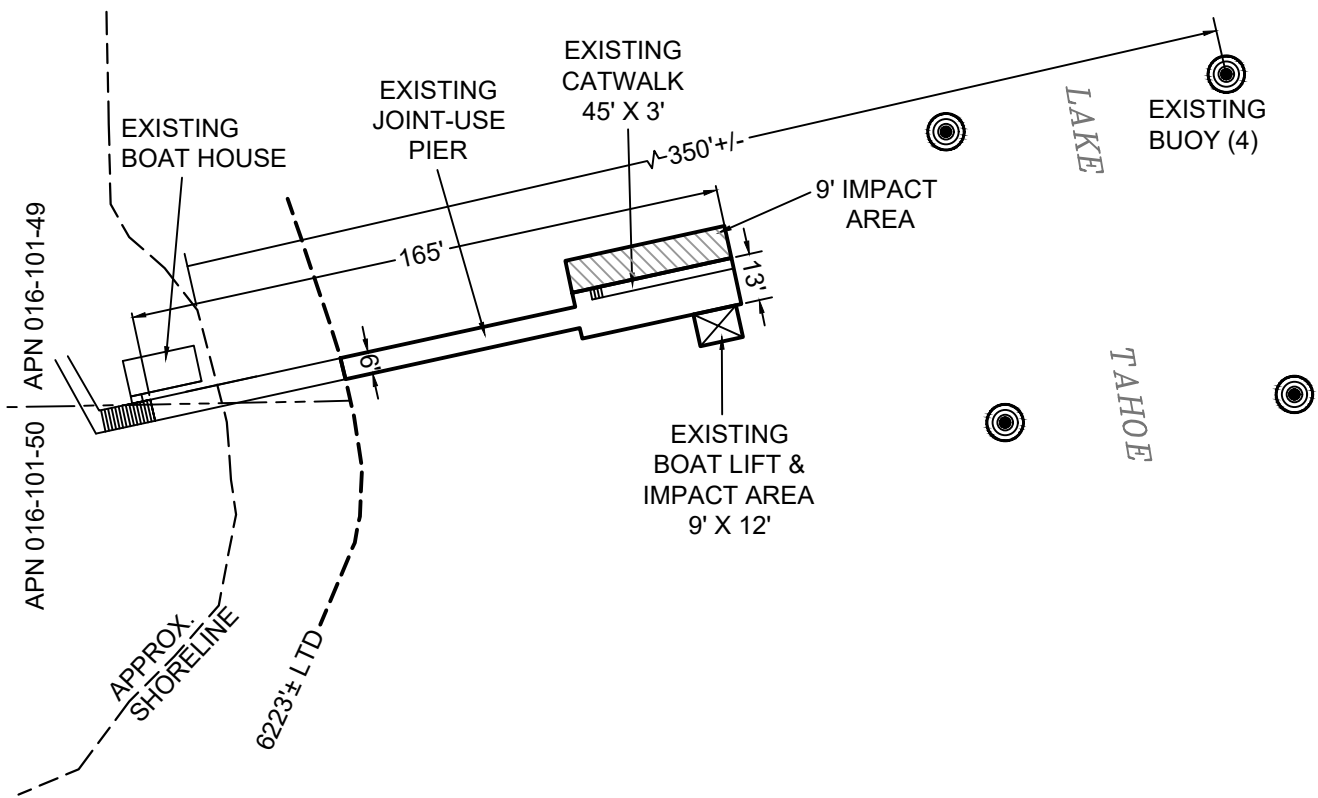 EXISTING
CATWALK
45' X 3'
EXISTING
JOINT-USE
PIER
EXISTING
BOAT HOUSE
LAKE
EXISTING
BUOY (4)
350'+/-
9' IMPACT
AREA
165'
13'
6'
APN 016-101-49
APN 016-101-50
TAHOE
EXISTING
BOAT LIFT &
IMPACT AREA
9' X 12'
APPROX.
SHORELINE
6223'± LTD